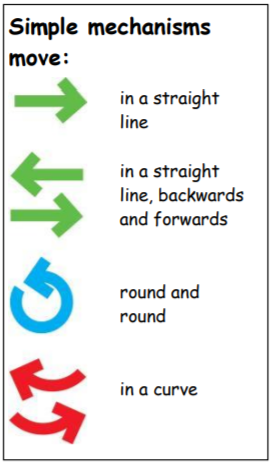 Simple mechanisms
move:
in a straight
line
in a straight
line, backwards
and forwards
round and
round
in a curve